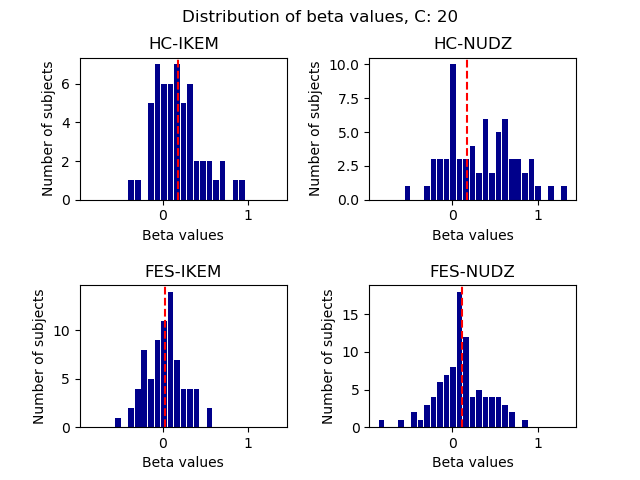 Distribution of beta values, C: 20
HC-IKEM
Number of subjects
6
4
2
0
0
1
Beta values
HC-NUDZ
Number of subjects
10.0
7.5
5.0
2.5
0.0
0
1
Beta values
FES-IKEM
Number of subjects
10
5
0
0
1
Beta values
FES-NUDZ
Number of subjects
15
10
5
0
0
1
Beta values